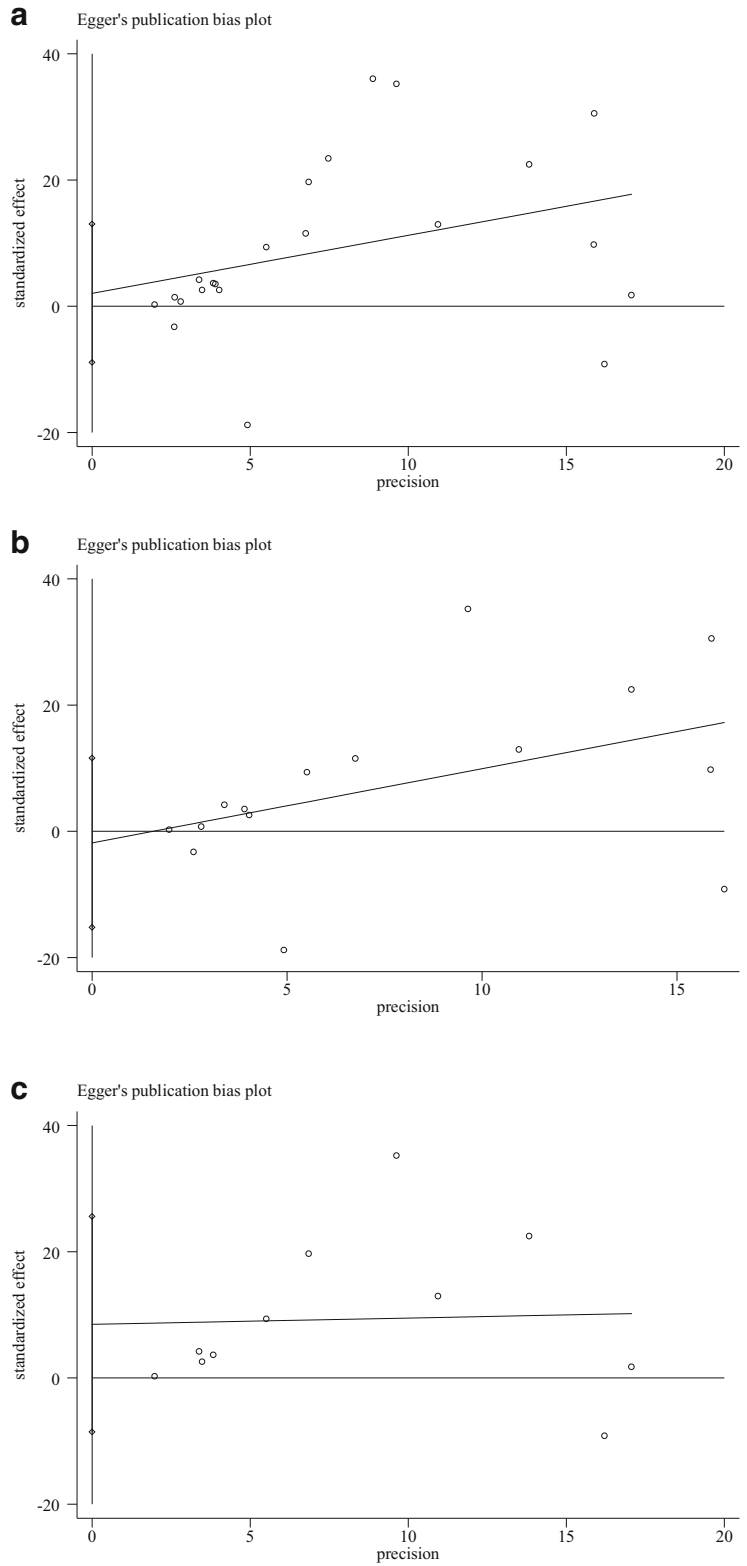 a
Egger's publication bias plot
40
20
0
-20
standardized effect
0 5 10 15 20
precision
b
Egger's publication bias plot
40
20
0
-20
standardized effect
0 5 10 15
precision
c
Egger's publication bias plot
40
20
0
-20
standardized effect
0 5 10 15 20
precision